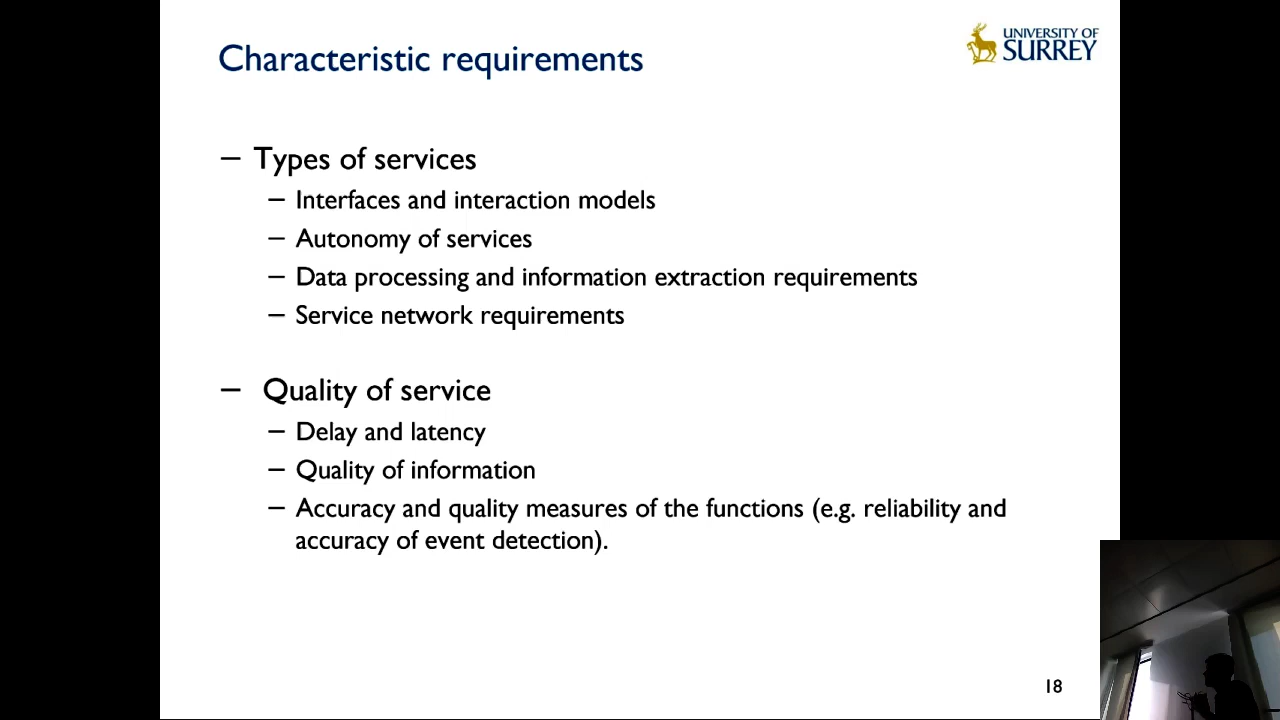 Characteristic requirements
UNIVERSITY OF
SURREY
– Types of services
– Interfaces and interaction models
– Autonomy of services
– Data processing and information extraction requirements
– Service network requirements
– Quality of service
– Delay and latency
– Quality of information
– Accuracy and quality measures of the functions (e.g. reliability and
accuracy of event detection).
18